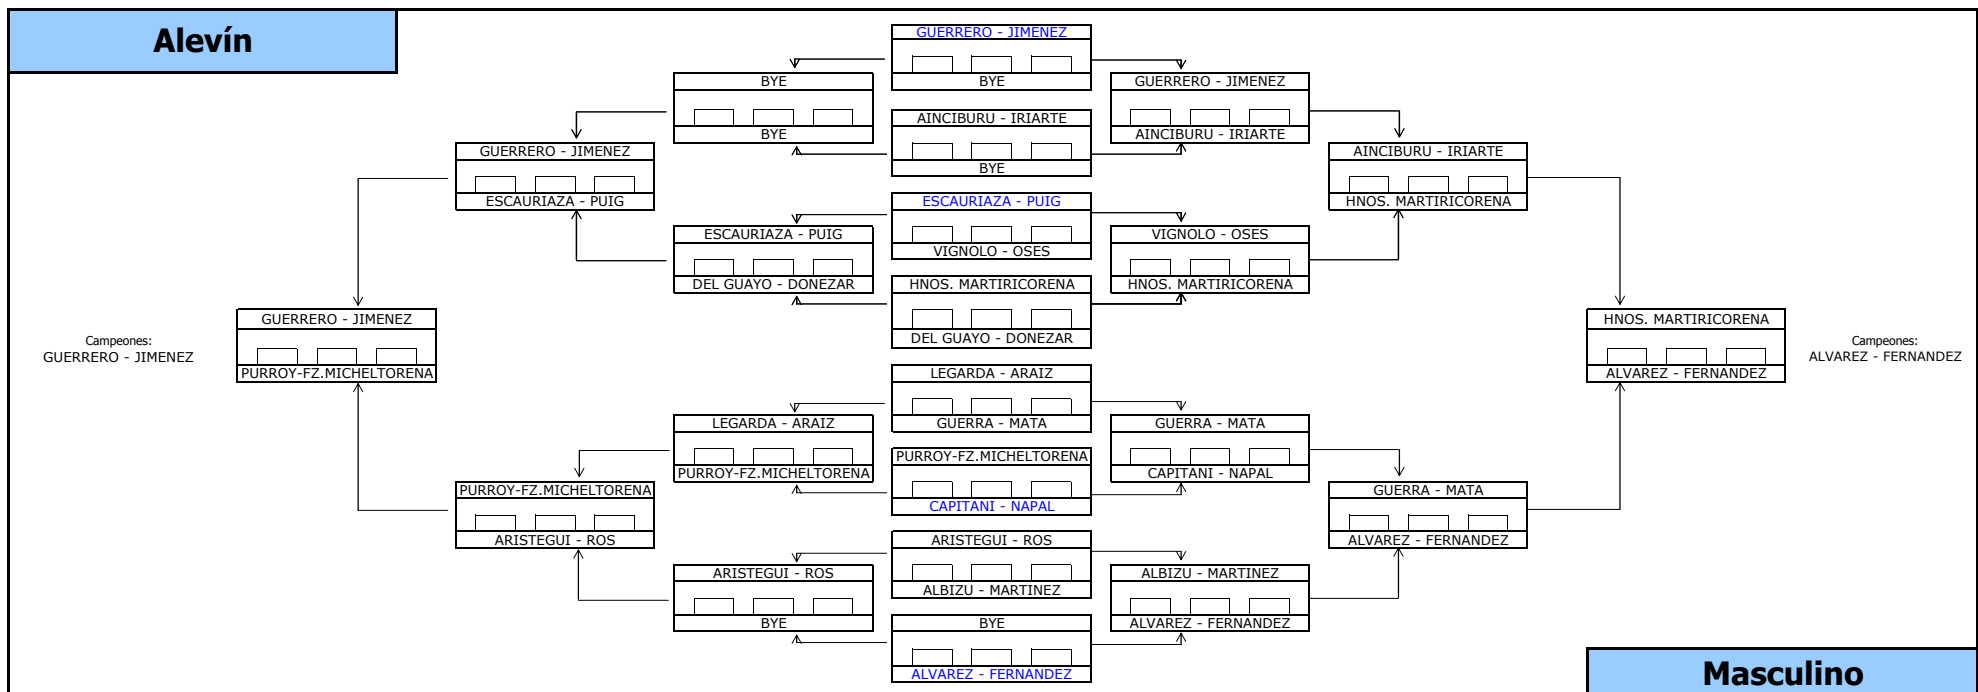 Alevín
GUERRERO - JIMENEZ
BYE
AINCIBURU - IRIARTE
BYE
ESCAURIAZA - PUIG
VIGNOLO - OSES
HNOS. MARTIRICORENA
DEL GUAYO - DONEZAR
LEGARDA - ARAIZ
GUERRA - MATA
PURROY-FZ.MICHELTORENA
CAPITANI - NAPAL
ARISTEGUI - ROS
ALBIZU - MARTINEZ
BYE
ALVAREZ - FERNANDEZ
BYE
BYE
ESCAURIAZA - PUIG
DEL GUAYO - DONEZAR
LEGARDA - ARAIZ
PURROY-FZ.MICHELTORENA
ARISTEGUI - ROS
BYE
GUERRERO - JIMENEZ
ESCAURIAZA - PUIG
PURROY-FZ.MICHELTORENA
ARISTEGUI - ROS
GUERRERO - JIMENEZ
PURROY-FZ.MICHELTORENA
Campeones:
GUERRERO - JIMENEZ
GUERRERO - JIMENEZ
AINCIBURU - IRIARTE
VIGNOLO - OSES
HNOS. MARTIRICORENA
GUERRA - MATA
CAPITANI - NAPAL
ALBIZU - MARTINEZ
ALVAREZ - FERNANDEZ
AINCIBURU - IRIARTE
HNOS. MARTIRICORENA
GUERRA - MATA
ALVAREZ - FERNANDEZ
HNOS. MARTIRICORENA
ALVAREZ - FERNANDEZ
Campeones:
ALVAREZ - FERNANDEZ
Masculino